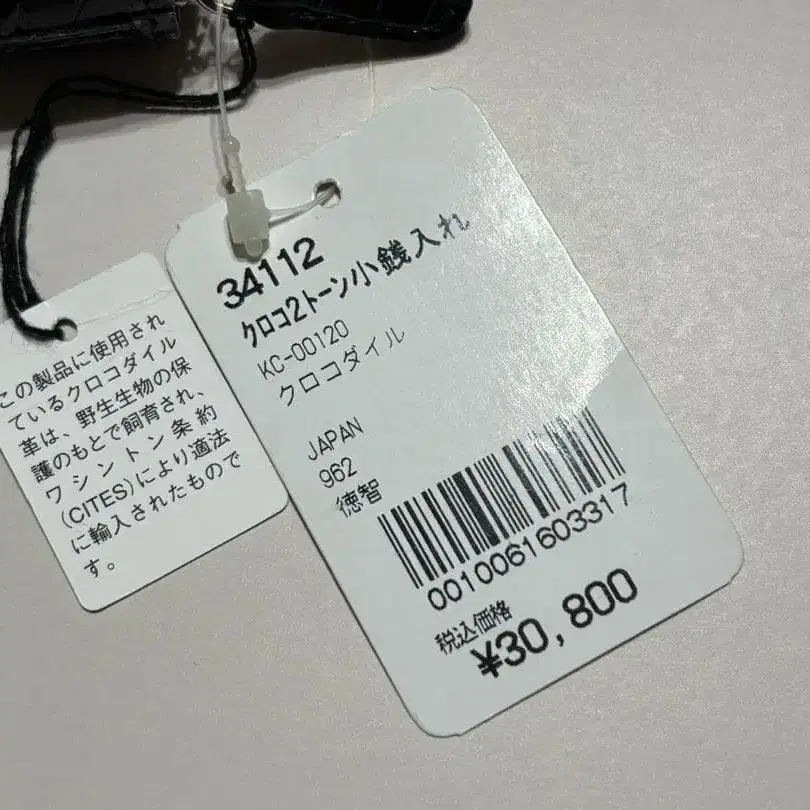 この製品に使用され
ているクロコダイル
革は、野生生物の保
護のもとで飼育され、
ワシントン条約
(CITES)により適法
に輸入されたもので
す。
34112
クロコ2トーン小銭入れ
KC-00120
クロコダイル
JAPAN
962
徳智
0010061603317
税込価格
¥30,800